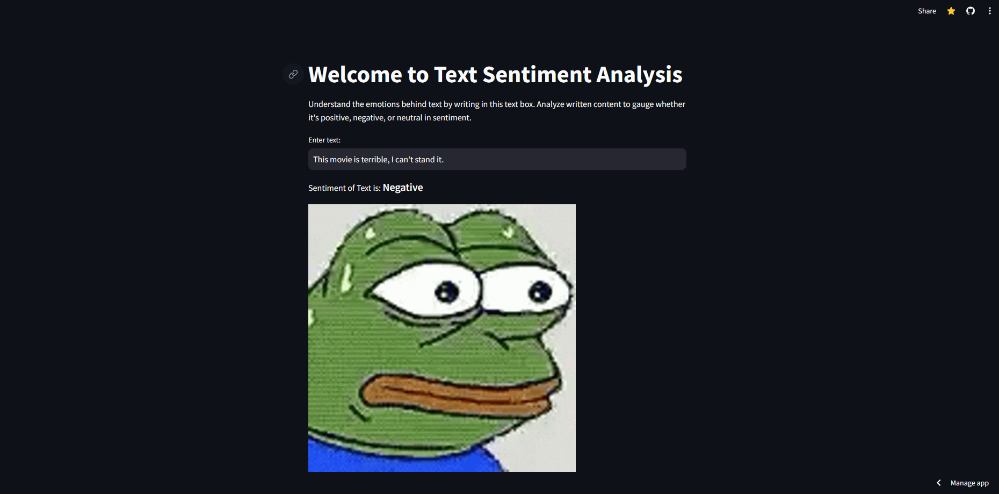 Share
Welcome to Text Sentiment Analysis
Understand the emotions behind text by writing in this text box. Analyze written content to gauge whether
it's positive, negative, or neutral in sentiment.
Enter text:
This movie is terrible, I can't stand it.
Sentiment of Text is: Negative
Manage app